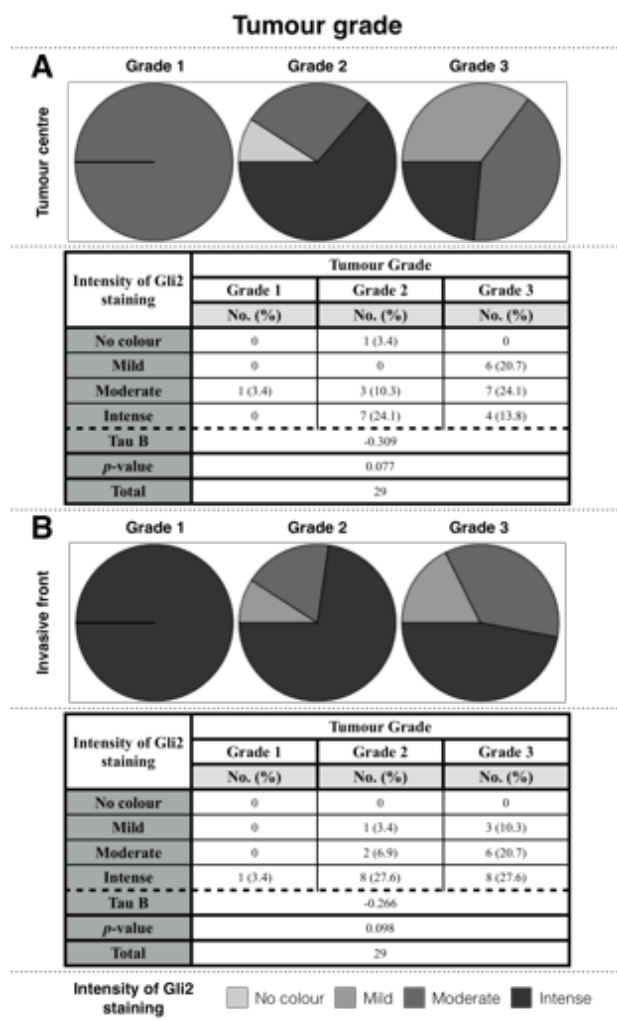 Tumour grade
A
Grade 1 Grade 2 Grade 3
Tumour centre
Intensity of Gli2 staining
Tumour Grade
Grade 1 Grade 2 Grade 3
No. (%) No. (%) No. (%)
No colour 0 1 (3.4) 0
Mild 0 0 6 (20.7)
Moderate 1 (3.4) 3 (10.3) 7 (24.1)
Intense 0 7 (24.1) 4 (13.8)
Tau B -0.309
p-value 0.077
Total 29
B
Grade 1 Grade 2 Grade 3
Invasive front
Intensity of Gli2 staining
Tumour Grade
Grade 1 Grade 2 Grade 3
No. (%) No. (%) No. (%)
No colour 0 0 0
Mild 0 1 (3.4) 3 (10.3)
Moderate 0 2 (6.9) 6 (20.7)
Intense 1 (3.4) 8 (27.6) 8 (27.6)
Tau B -0.266
p-value 0.098
Total 29
Intensity of Gli2 staining
No colour Mild Moderate Intense